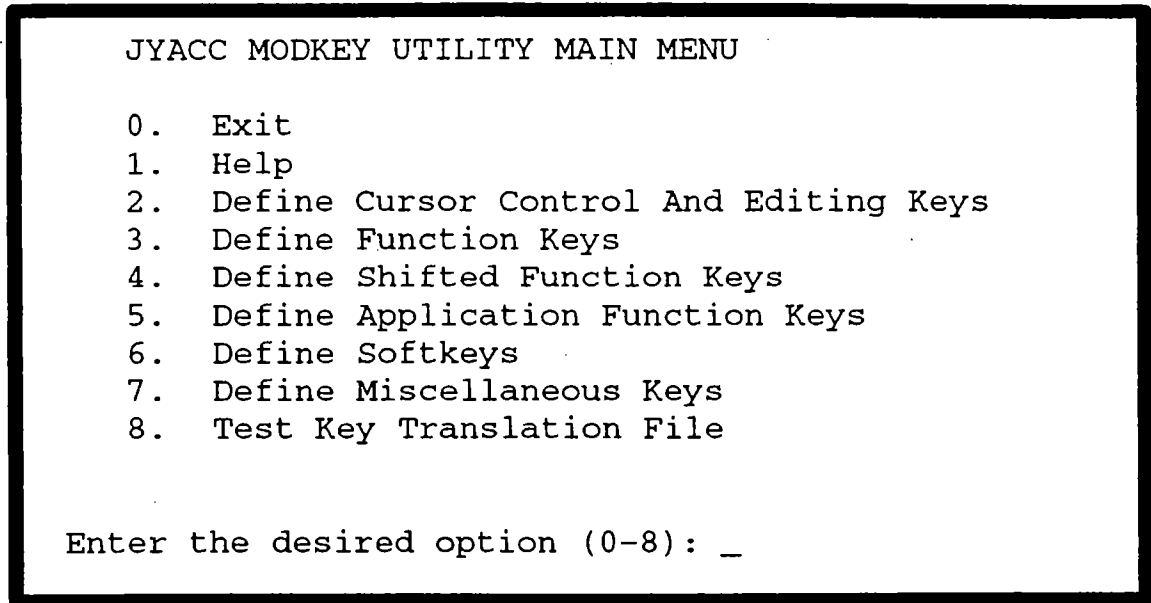 JYACC MODKEY UTILITY MAIN MENU
0. Exit
1. Help
2. Define Cursor Control And Editing Keys
3. Define Function Keys
4. Define Shifted Function Keys
5. Define Application Function Keys
6. Define Softkeys
7. Define Miscellaneous Keys
8. Test Key Translation File
Enter the desired option (0-8): _